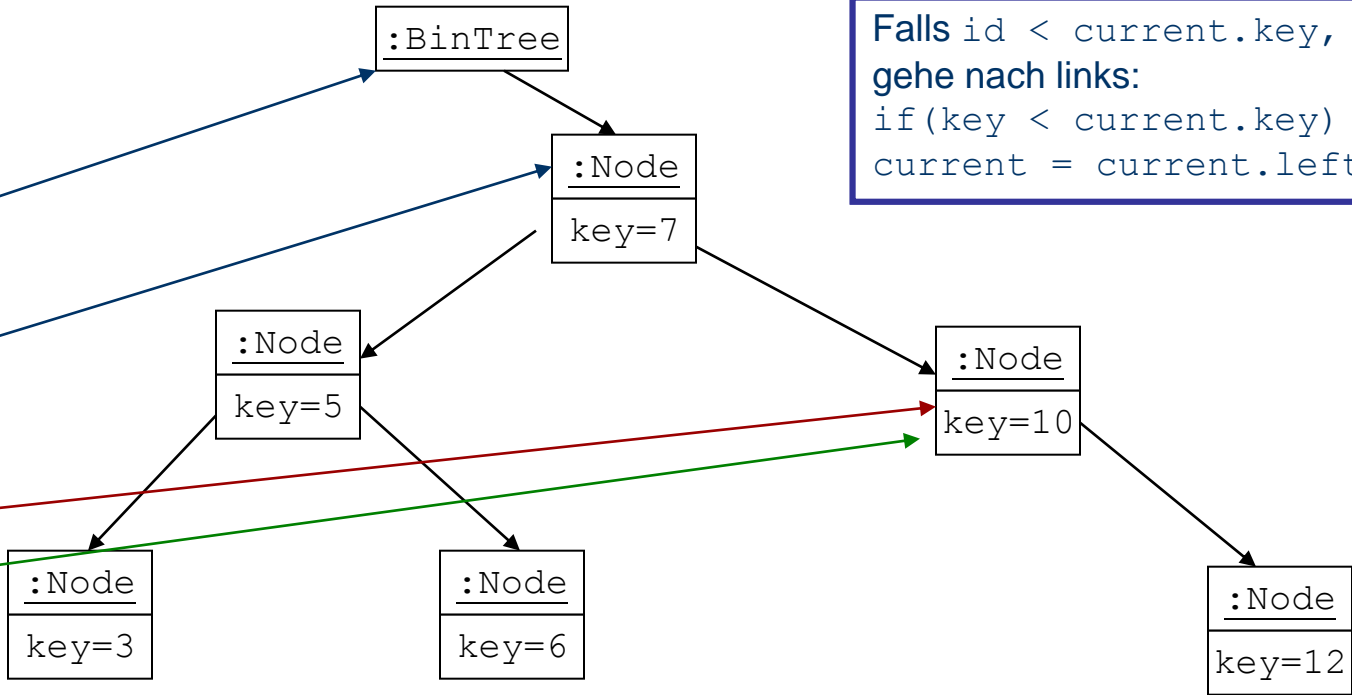 :BinTree
Falls id < current.key,
gehe nach links:
if(key < current.key)
current = current.left
:Node
key=7
:Node
key=5
:Node
key=10
:Node
key=3
:Node
key=6
:Node
key=12